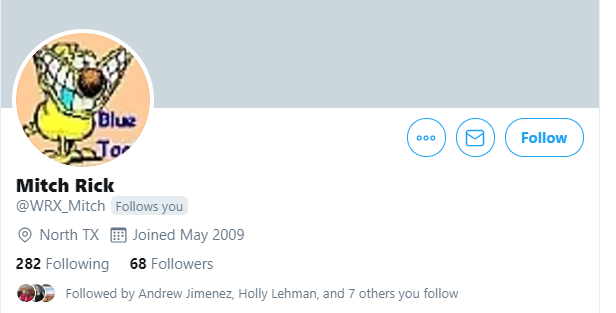 Blue
Too
Follow
Mitch Rick
@WRX_Mitch Follows you
North TX Joined May 2009
282 Following 68 Followers
Followed by Andrew Jimenez, Holly Lehman, and 7 others you follow